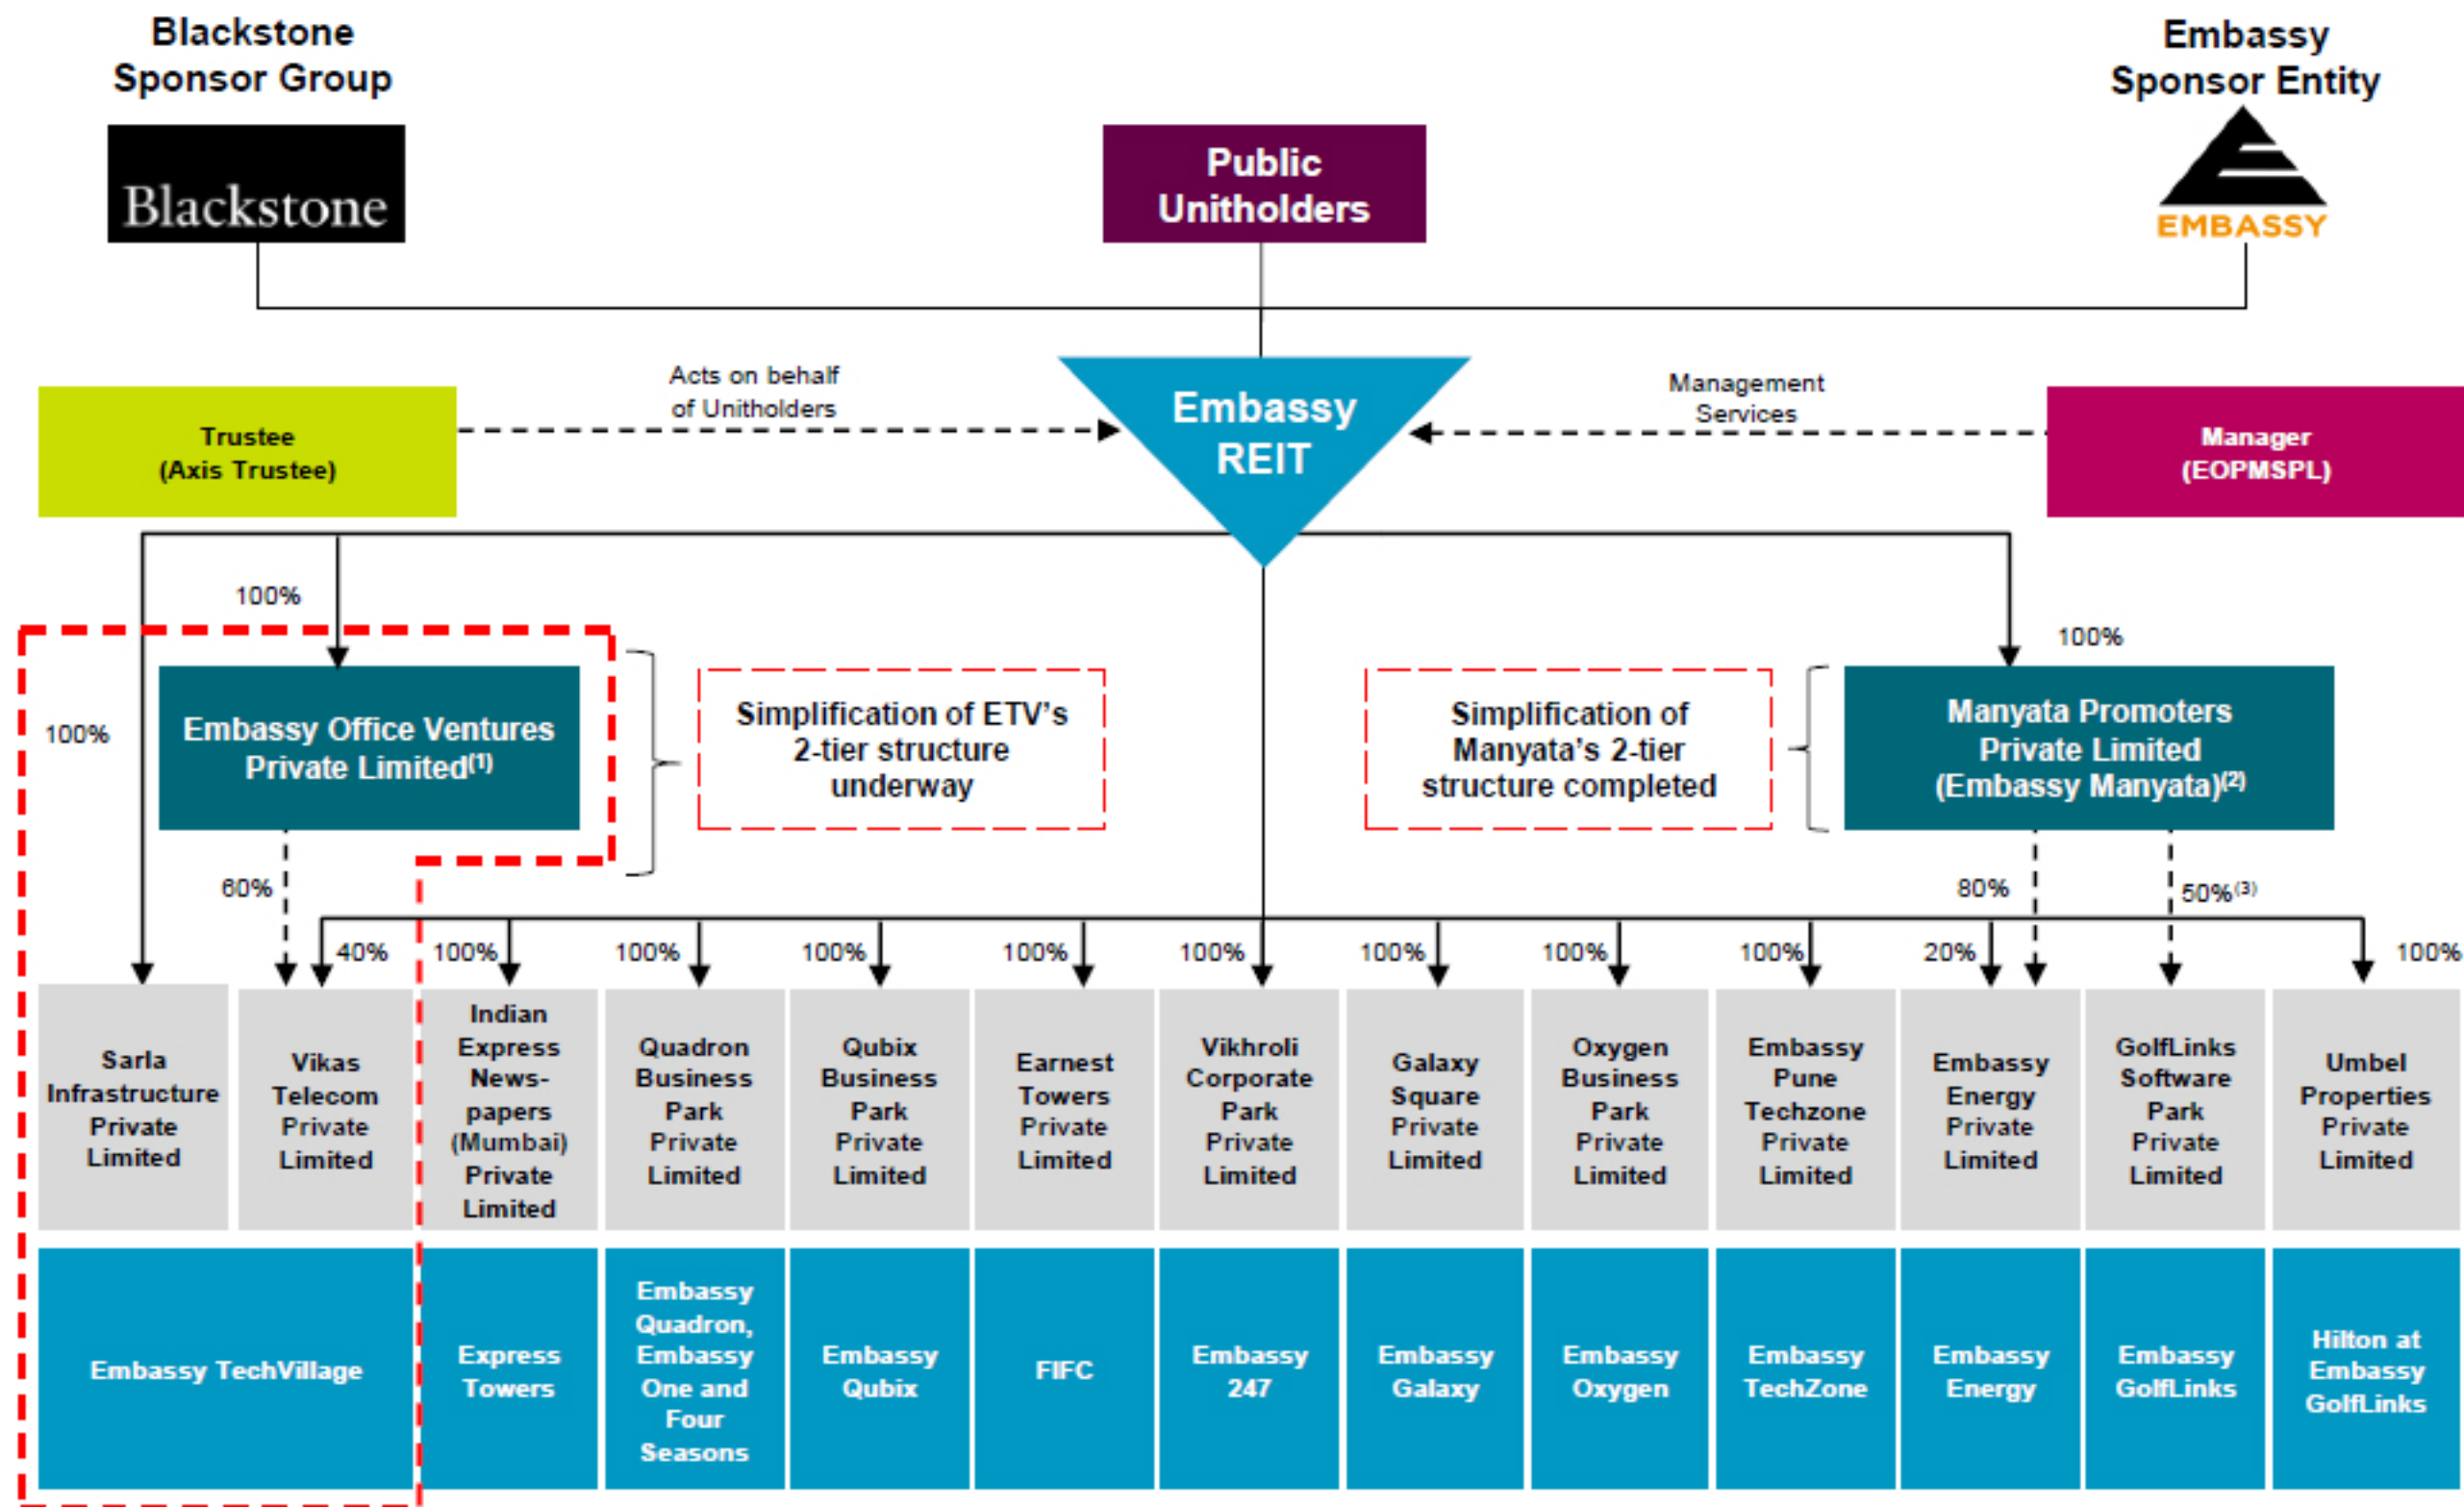 Blackstone
Sponsor Group
Blackstone
Public
Unitholders
Embassy
Sponsor Entity
EMBASSY
Trustee
(Axis Trustee)
Acts on behalf
of Unitholders
Embassy
REIT
Management
Services
Manager
(EOPMSPL)
100%
100%
100%
Embassy Office Ventures
Private Limited(1)
Simplification of ETV's
2-tier structure
underway
Simplification of
Manyata's 2-tier
structure completed
Manyata Promoters
Private Limited
(Embassy Manyata)(2)
60%
80%
50%(3)
40%
100%
100%
100%
100%
100%
100%
100%
100%
20%
100%
Sarla
Infrastructure
Private
Limited
Vikas
Telecom
Private
Limited
Indian
Express
News-
papers
(Mumbai)
Private
Limited
Quadron
Business
Park
Private
Limited
Qubix
Business
Park
Private
Limited
Earnest
Towers
Private
Limited
Vikhroli
Corporate
Park
Private
Limited
Galaxy
Square
Private
Limited
Oxygen
Business
Park
Private
Limited
Embassy
Pune
Techzone
Private
Limited
Embassy
Energy
Private
Limited
GolfLinks
Software
Park
Private
Limited
Umbel
Properties
Private
Limited
Embassy TechVillage
Express
Towers
Embassy
Quadron,
Embassy
One and
Four
Seasons
Embassy
Qubix
FIFC
Embassy
247
Embassy
Galaxy
Embassy
Oxygen
Embassy
TechZone
Embassy
Energy
Embassy
GolfLinks
Hilton at
Embassy
GolfLinks